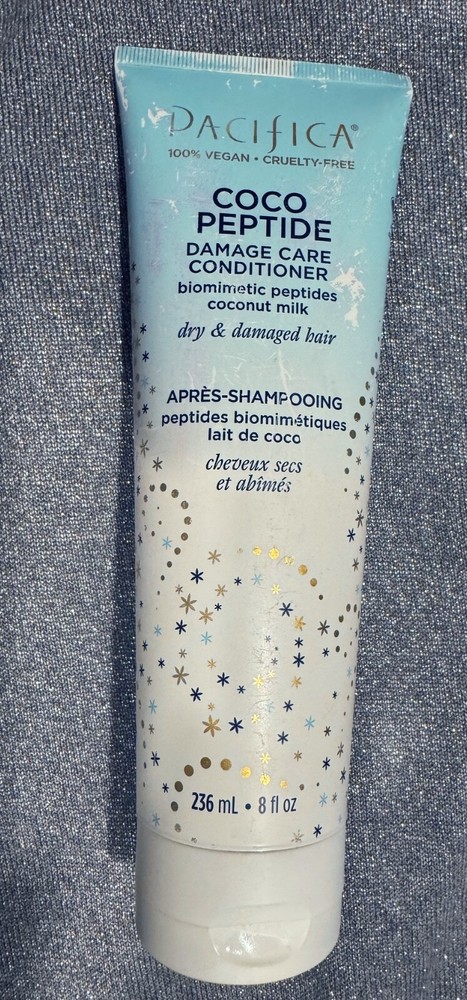 PACIFICA®
100% VEGAN • CRUELTY-FREE
COCO
PEPTIDE
DAMAGE CARE
CONDITIONER
biomimetic peptides
coconut milk
dry & damaged hair
APRÈS-SHAMPOOING
peptides biomimétiques
lait de coco
cheveux secs
et abîmés
236 mL • 8 fl oz